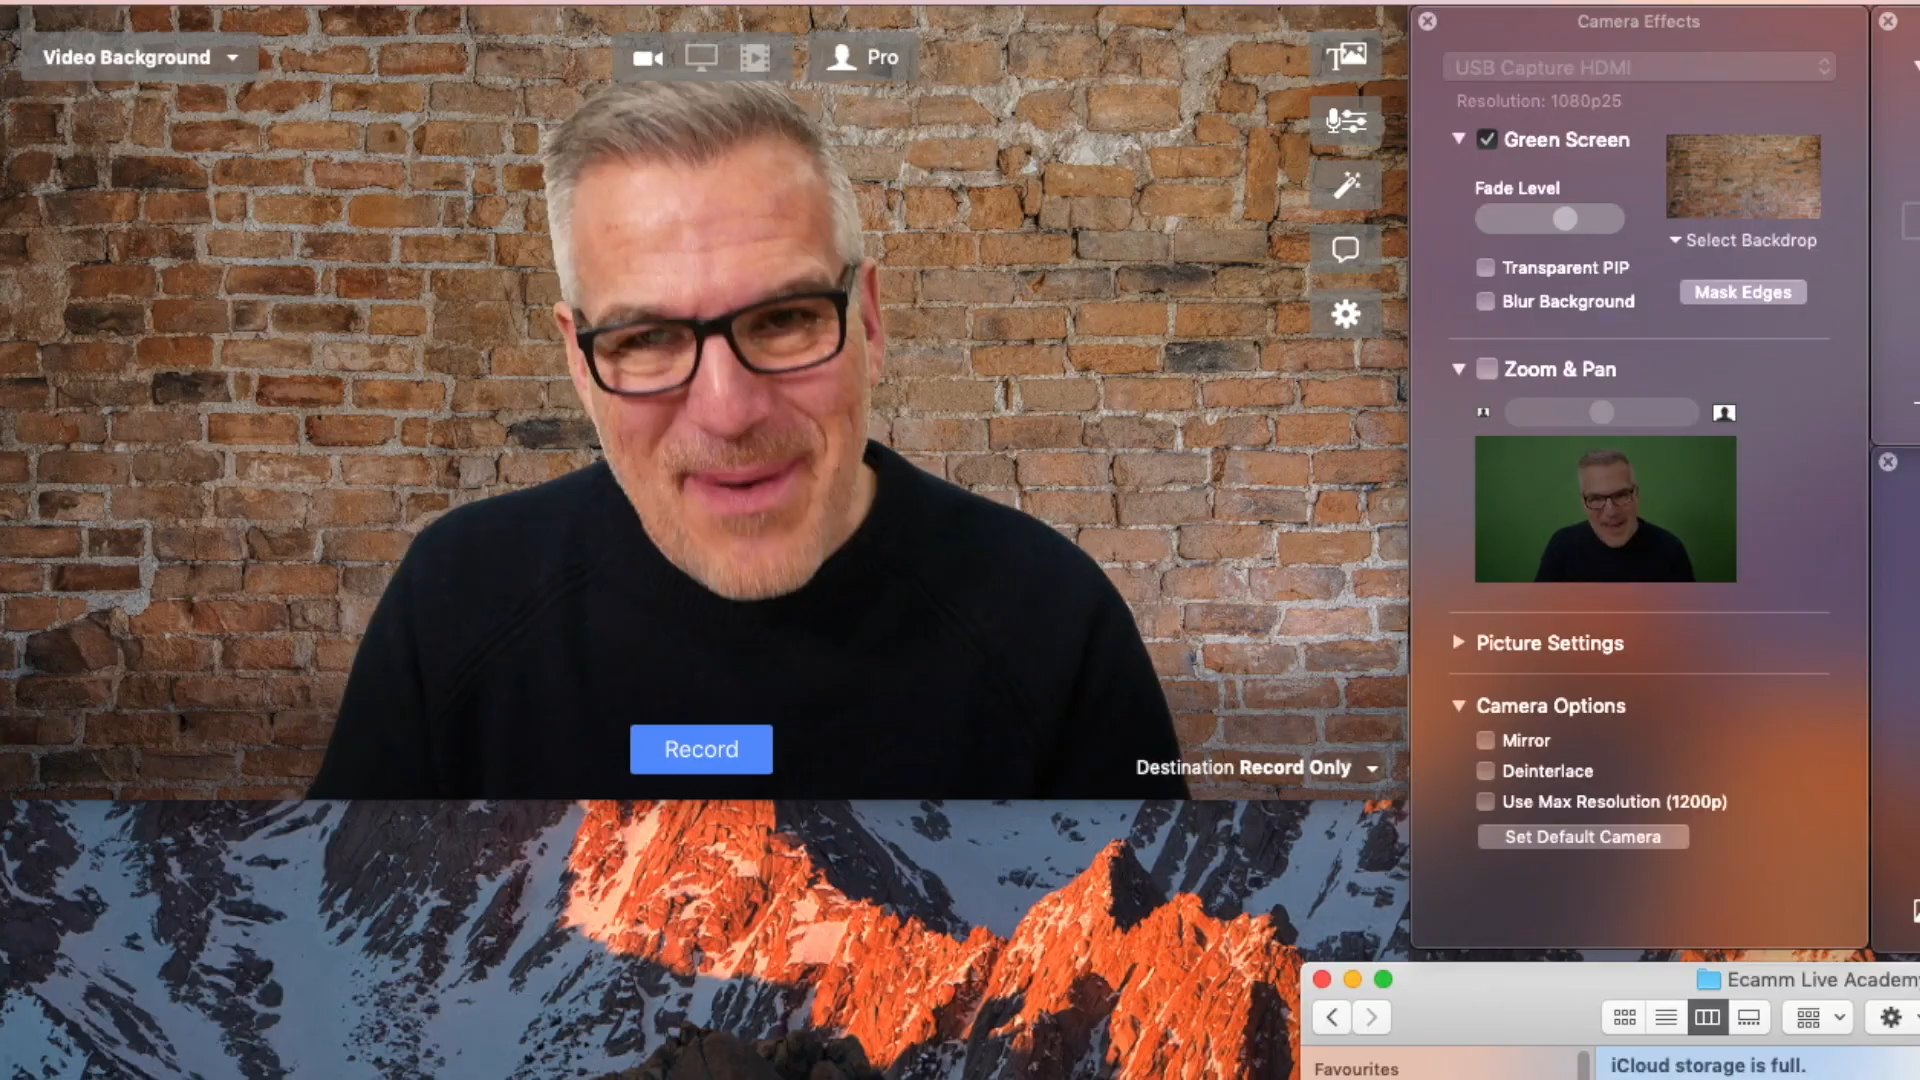 Video Background
Pro
Camera Effects
USB Capture HDMI
Resolution: 1080p25
Green Screen
Fade Level
Select Backdrop
Transparent PIP
Mask Edges
Blur Background
Zoom & Pan
Picture Settings
Camera Options
Mirror
Deinterlace
Use Max Resolution (1200p)
Set Default Camera
Record
Destination Record Only
Ecamm Live Academy
Favourites
iCloud storage is full.